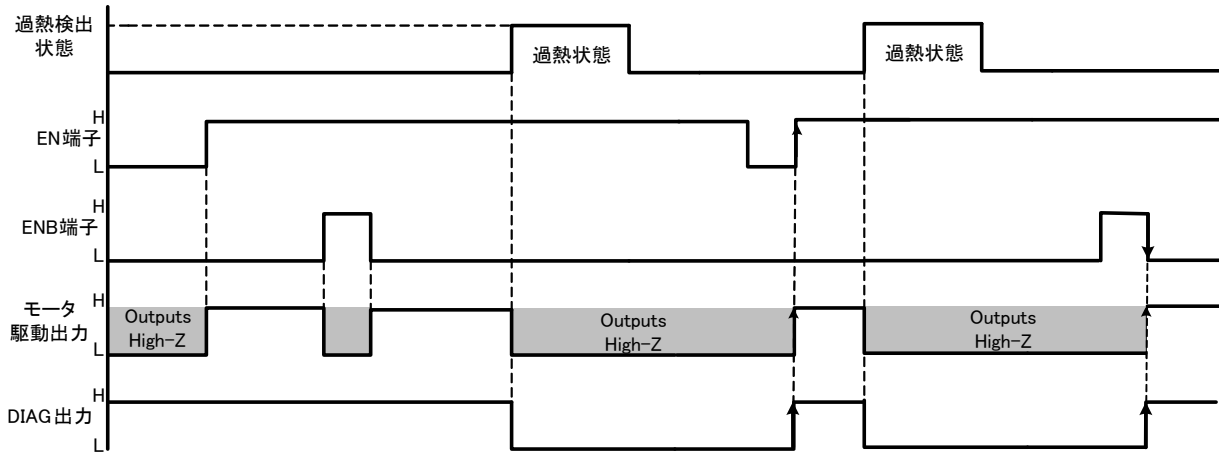 過熱検出
状態
過熱状態
過熱状態
H
EN端子
L
H
ENB端子
L
H
モータ
駆動出力
L
Outputs
High-Z
Outputs
High-Z
Outputs
High-Z
H
DIAG出力
L